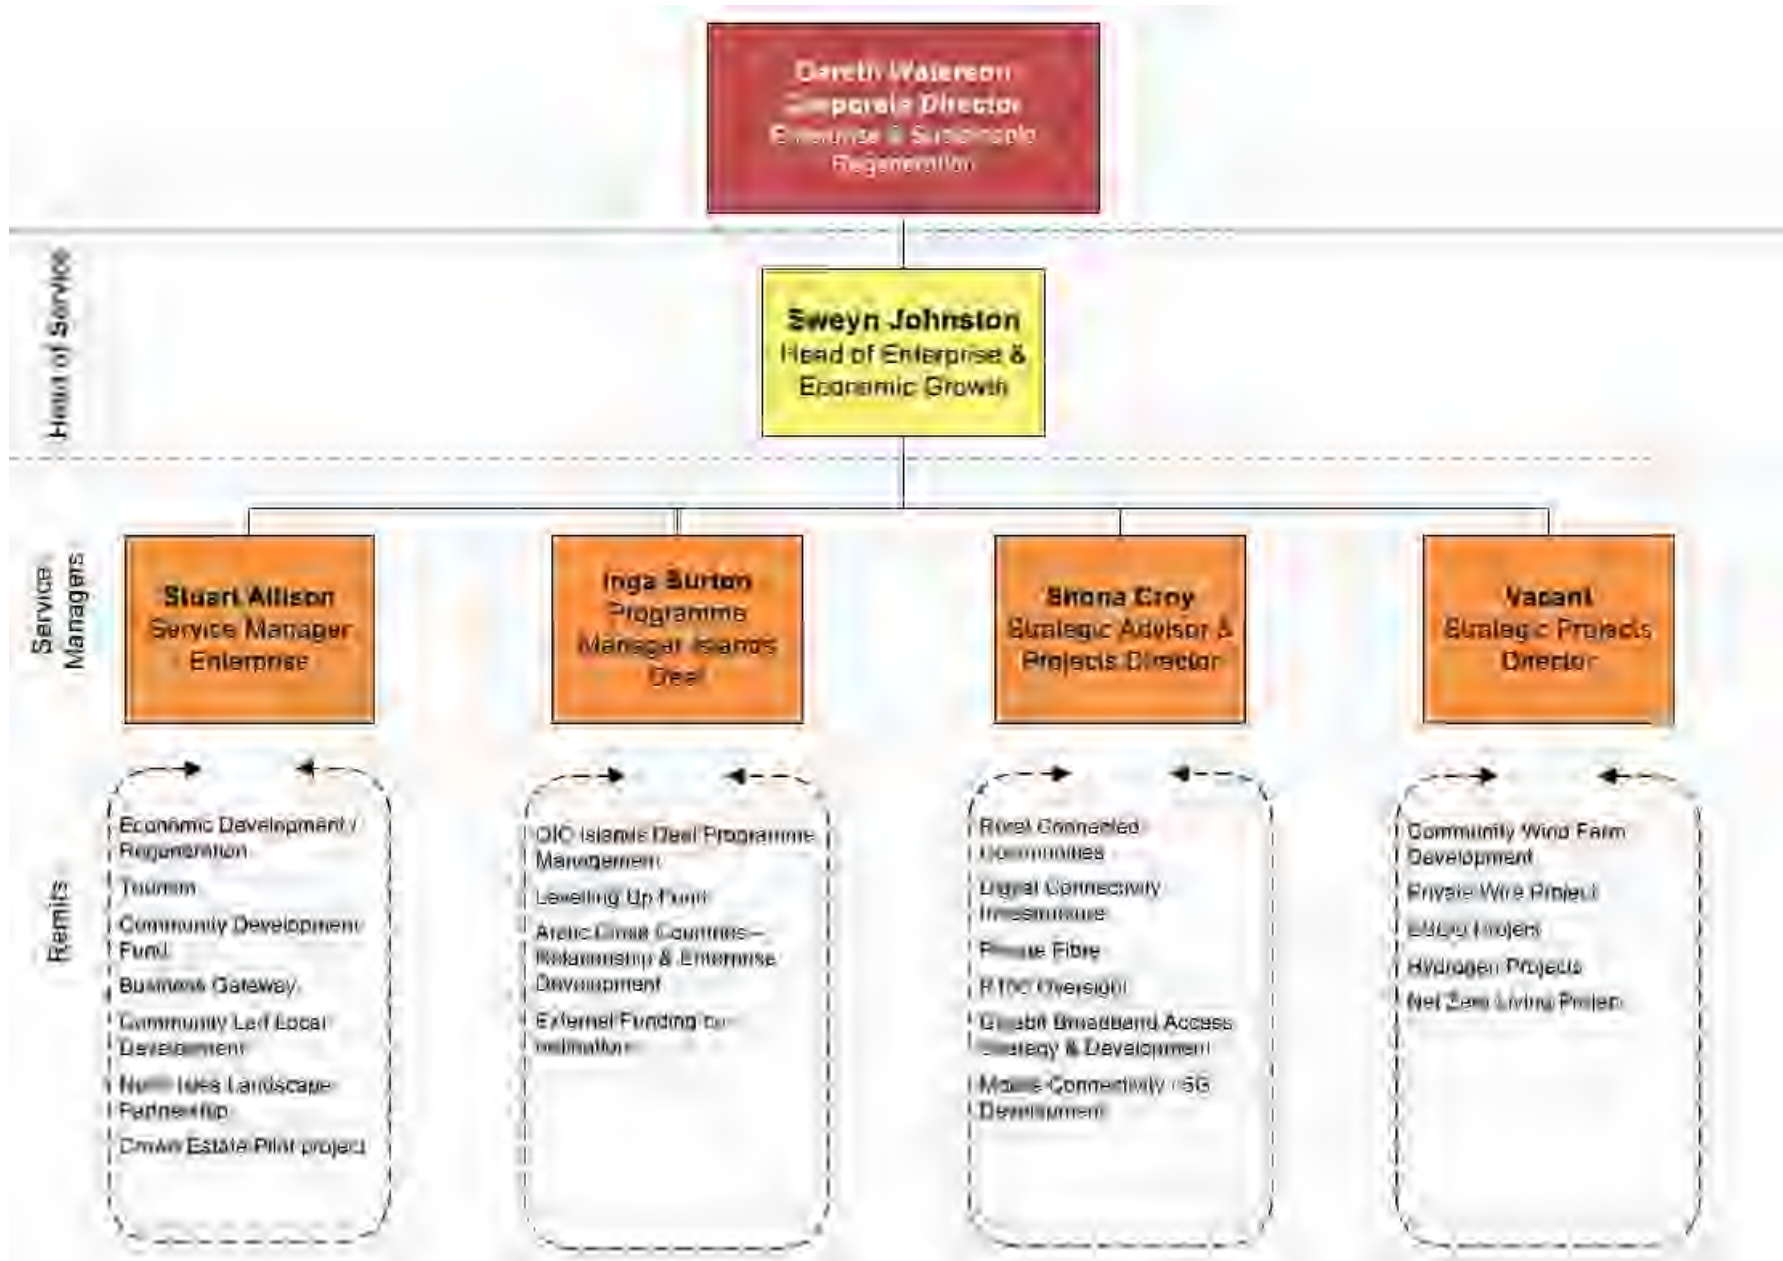 Gareth Waterson
Corporate Director
Enterprise & Sustainable
Regeneration
Head of Service
Sweyn Johnston
Head of Enterprise &
Economic Growth
Service
Managers
Stuart Allison
Service Manager
Enterprise
Inga Burton
Programme
Manager Islands
Deal
Shona Croy
Strategic Advisor &
Projects Director
Vacant
Strategic Projects
Director
Remits
Economic Development /
Regeneration
Tourism
Community Development
Fund
Business Gateway
Community Led Local
Development
North Isles Landscape
Partnership
Crown Estate Pilot project
OIC Islands Deal Programme
Management
Levelling Up Fund
Arctic Circle Countries –
Relationship & Enterprise
Development
External Funding co-
ordination
Rural Connected
Communities
Digital Connectivity
Infrastructure
Fibre
R100 Oversight
Gigabit Broadband Access
Strategy & Development
Mobile Connectivity / 5G
Development
Community Wind Farm
Development
Private Wire Project
Project
Hydrogen Projects
Net Zero Living Project